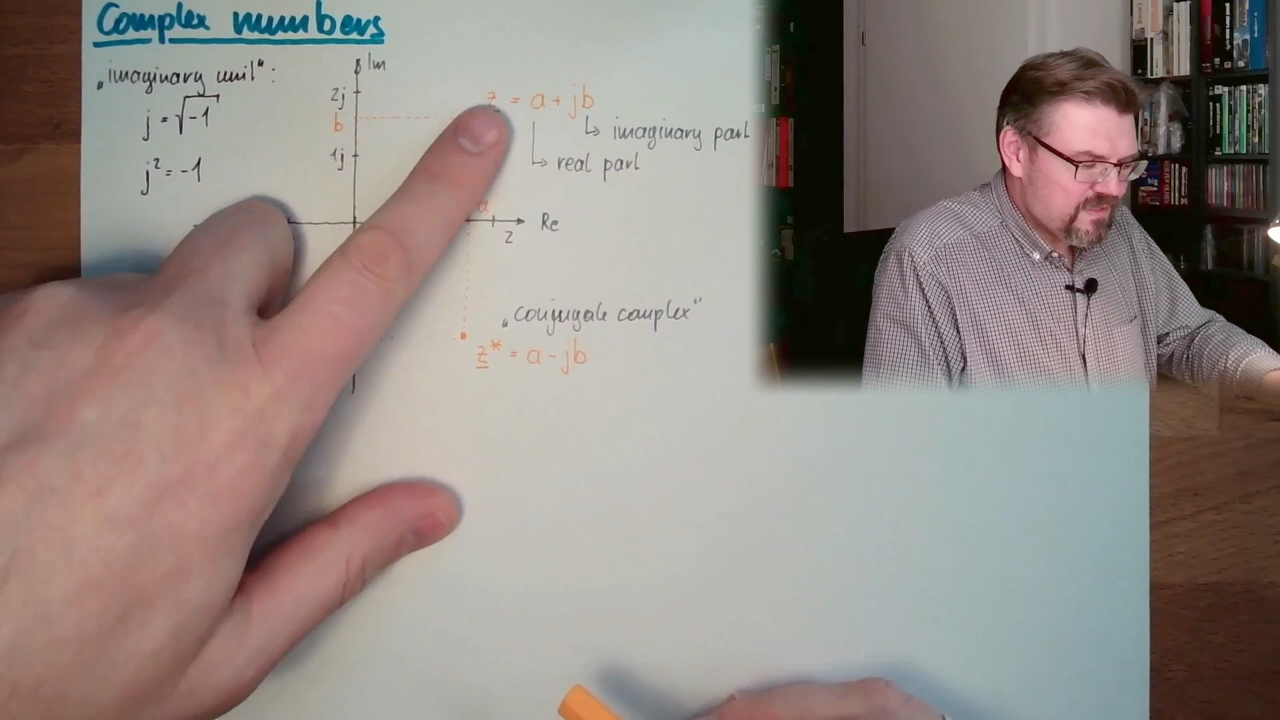 Complex numbers
„imaginary unit“:
j = √-1
j² = -1
Im
2j
b
1j
z = a + jb
imaginary part
real part
a
2
Re
„conjugate complex“
z* = a - jb